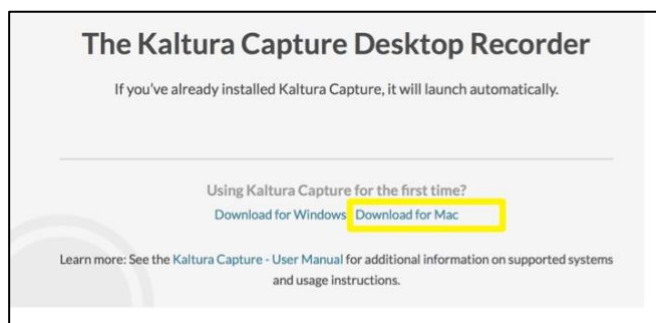 The Kaltura Capture Desktop Recorder
If you've already installed Kaltura Capture, it will launch automatically.
Using Kaltura Capture for the first time?
Download for Windows Download for Mac
Learn more: See the Kaltura Capture - User Manual for additional information on supported systems
and usage instructions.